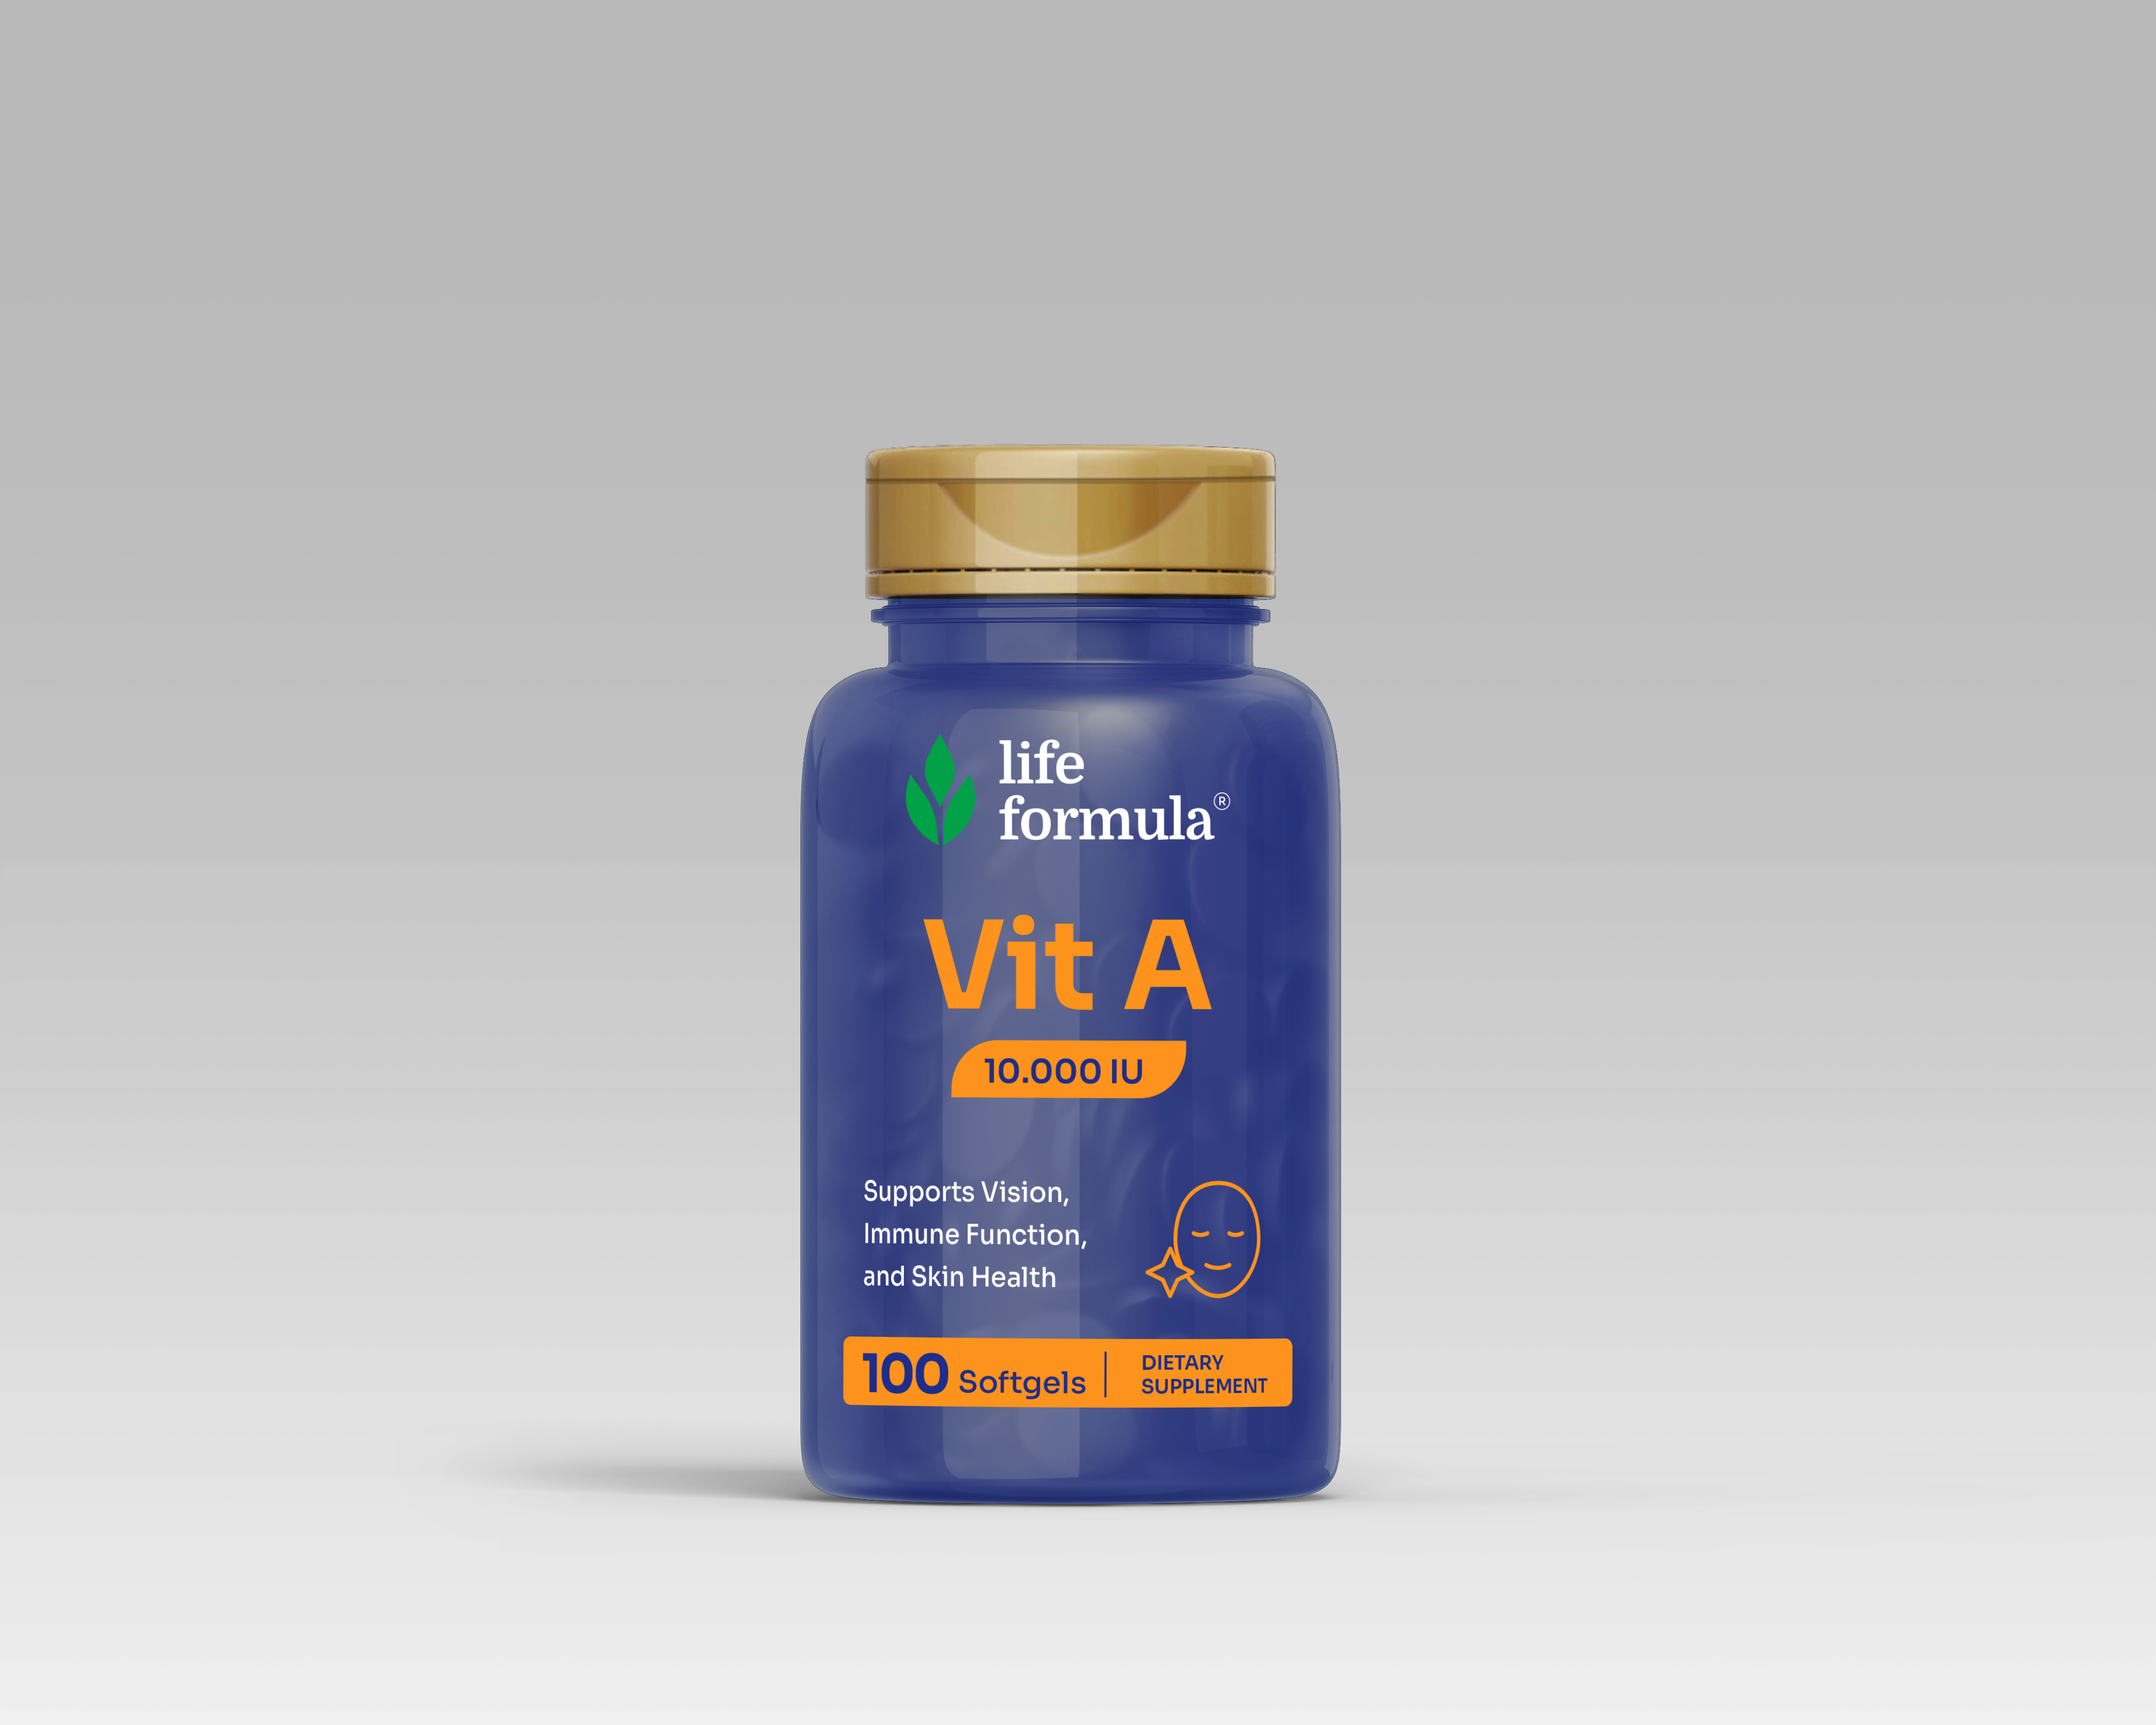 life
formula®
Vit A
10.000 IU
Supports Vision,
Immune Function,
and Skin Health
100 Softgels
DIETARY
SUPPLEMENT